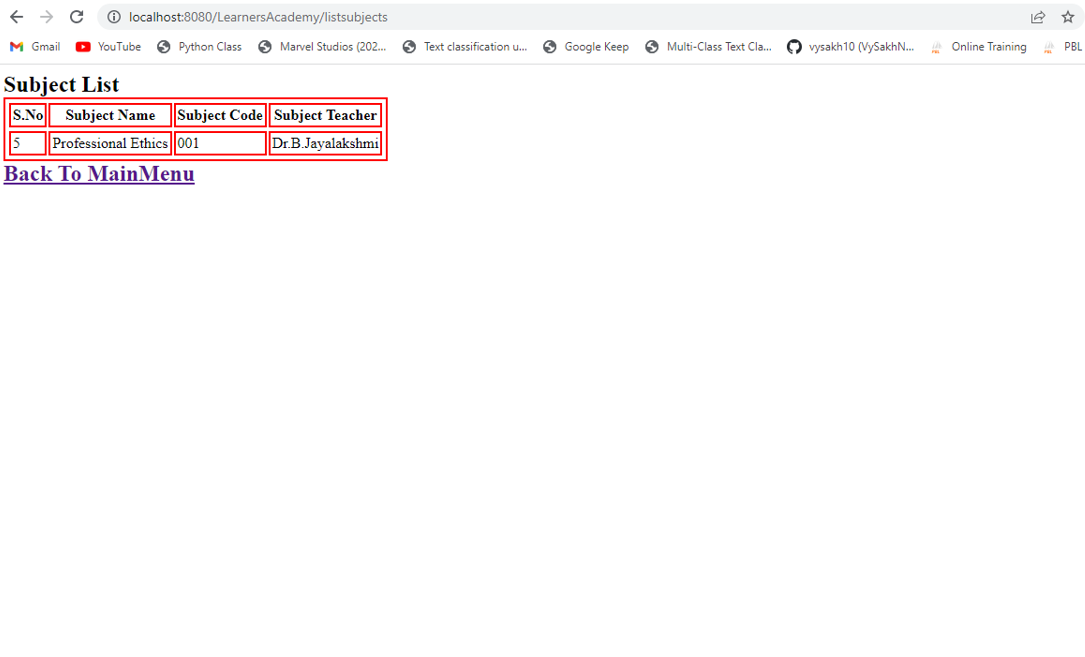 localhost:8080/LearnersAcademy/listsubjects
Gmail YouTube Python Class Marvel Studios (202... Text classification u... Google Keep Multi-Class Text Cla... vysakh10 (VySakhN... Online Training PBL
Subject List
S.No Subject Name Subject Code Subject Teacher
5 Professional Ethics 001 Dr.B.Jayalakshmi
Back To MainMenu